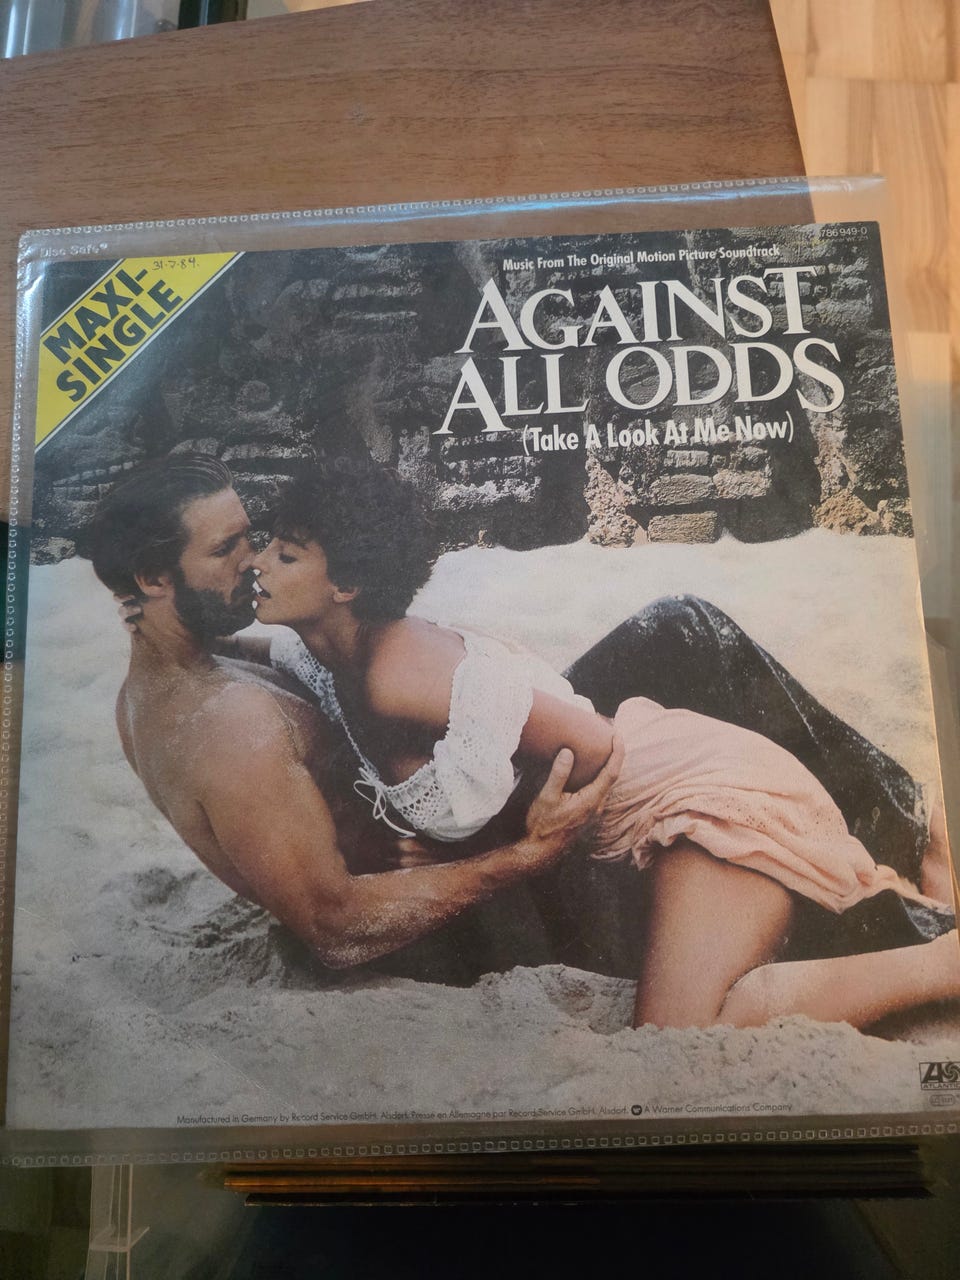 Disc Safe®
786 949-0
31-7-84.
MAXI-
SINGLE
Music From The Original Motion Picture Soundtrack
AGAINST
ALL ODDS
(Take A Look At Me Now)
ATLANTIC
Manufactured in Germany by Record Service GmbH. Alsdorf. Presse en Allemagne par Record Service GmbH, Alsdorf. A Warner Communications Company